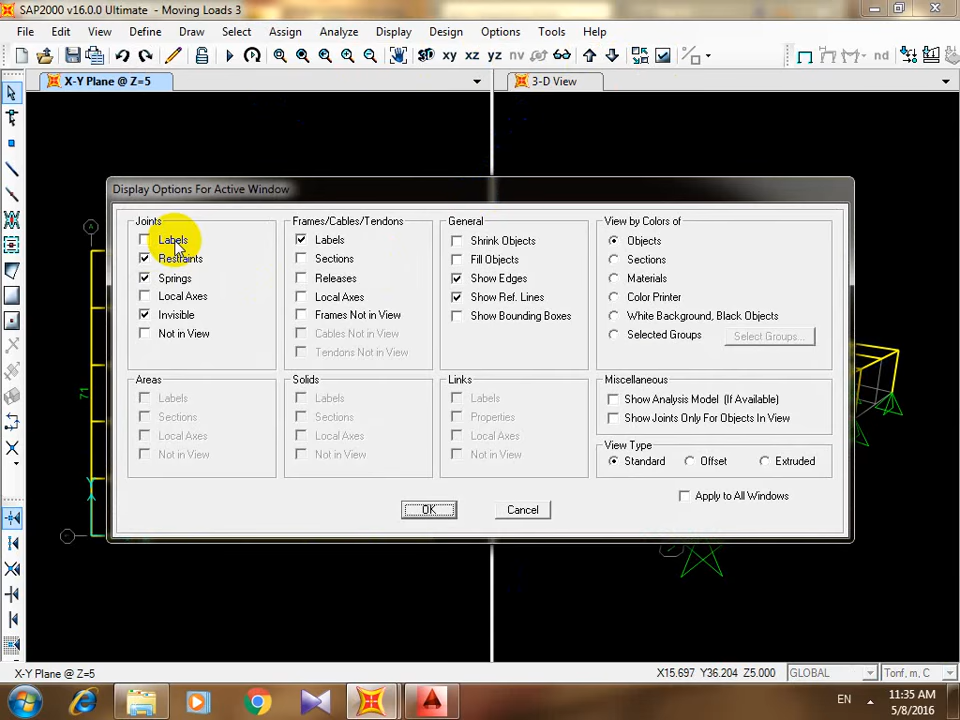 SAP2000 v16.0.0 Ultimate - Moving Loads 3
File Edit View Define Draw Select Assign Analyze Display Design Options Tools Help
xy xz yz nv nd
X-Y Plane @ Z=5
3-D View
Display Options For Active Window
Joints
Labels
Restraints
Springs
Local Axes
Invisible
Not in View
Frames/Cables/Tendons
Labels
Sections
Releases
Local Axes
Frames Not in View
Cables Not in View
Tendons Not in View
General
Shrink Objects
Fill Objects
Show Edges
Show Ref. Lines
Show Bounding Boxes
View by Colors of
Objects
Sections
Materials
Color Printer
White Background, Black Objects
Selected Groups
Select Groups...
Areas
Labels
Sections
Local Axes
Not in View
Solids
Labels
Sections
Local Axes
Not in View
Links
Labels
Properties
Local Axes
Not in View
Miscellaneous
Show Analysis Model (If Available)
Show Joints Only For Objects In View
View Type
Standard Offset Extruded
Apply to All Windows
OK Cancel
A
71
Y
X-Y Plane @ Z=5
X15.697 Y36.204 Z5.000
GLOBAL
Tonf, m, C
EN
11:35 AM
5/8/2016